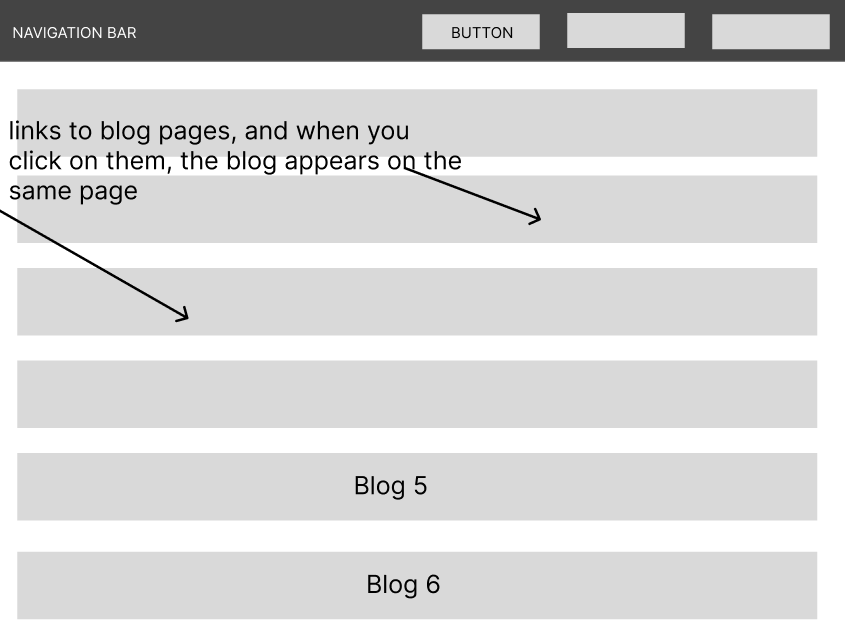 NAVIGATION BAR
BUTTON
links to blog pages, and when you
click on them, the blog appears on the
same page
Blog 5
Blog 6